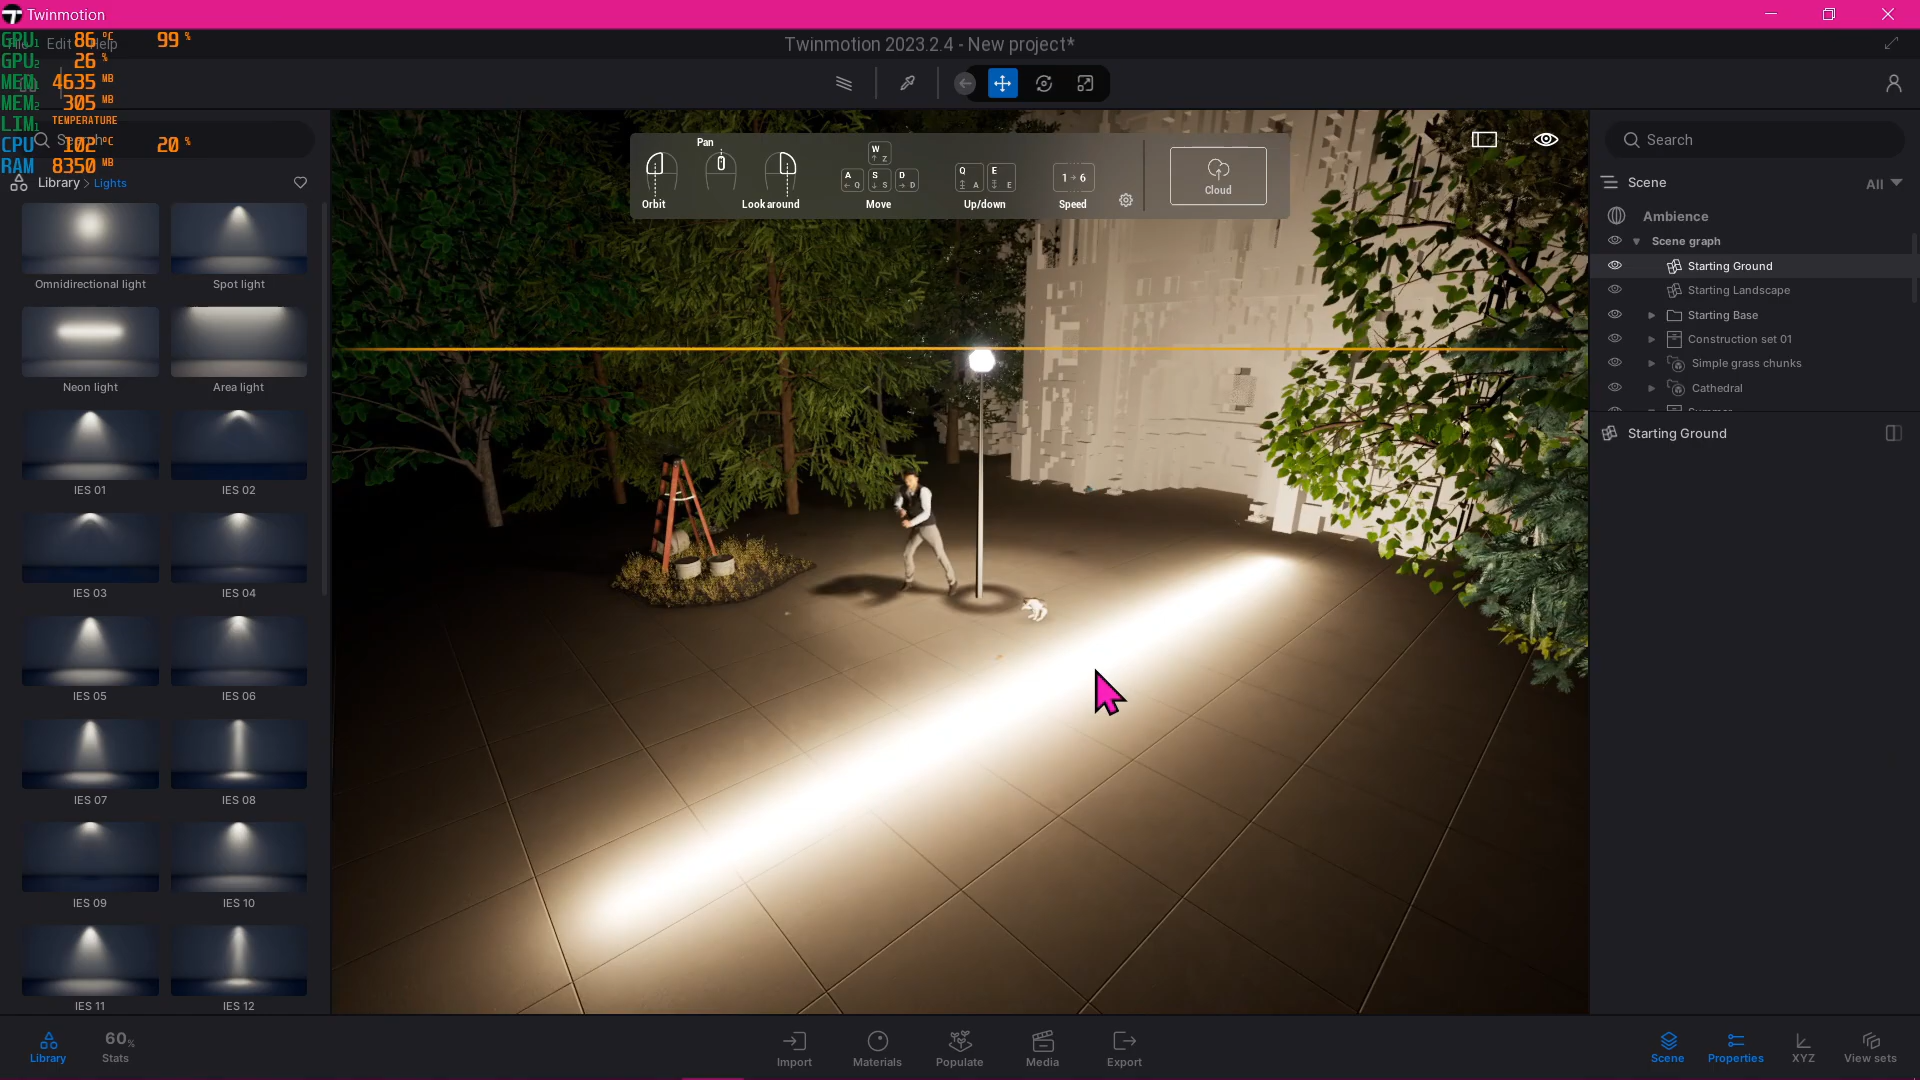 Twinmotion
File Edit Help
Twinmotion 2023.2.4 - New project*
GPU₁ 86 °C 99 %
GPU₂ 26 %
MEM₁ 4635 MB
MEM₂ 305 MB
LIM₁ TEMPERATURE
CPU 102 °C 20 %
RAM 8350 MB
Search
Library > Lights
Omnidirectional light
Spot light
Neon light
Area light
IES 01
IES 02
IES 03
IES 04
IES 05
IES 06
IES 07
IES 08
IES 09
IES 10
IES 11
IES 12
Pan
Orbit
Look around
W Z
A Q
S S
D D
Move
Q A
E E
Up/down
1 → 6
Speed
Cloud
Search
Scene
All
Ambience
Scene graph
Starting Ground
Starting Landscape
Starting Base
Construction set 01
Simple grass chunks
Cathedral
Summer
Starting Ground
Library
60%
Stats
Import
Materials
Populate
Media
Export
Scene
Properties
XYZ
View sets